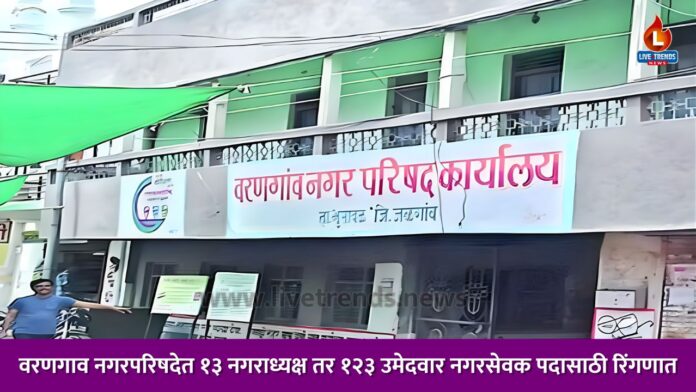 LIVE TRENDS
NEWS
वरणगांव नगर परिषद कार्यालय
ता.भुसावळ जि.जळगांव
www.livetrends.news
वरणगाव नगरपरिषदेत १३ नगराध्यक्ष तर १२३ उमेदवार नगरसेवक पदासाठी रिंगणात